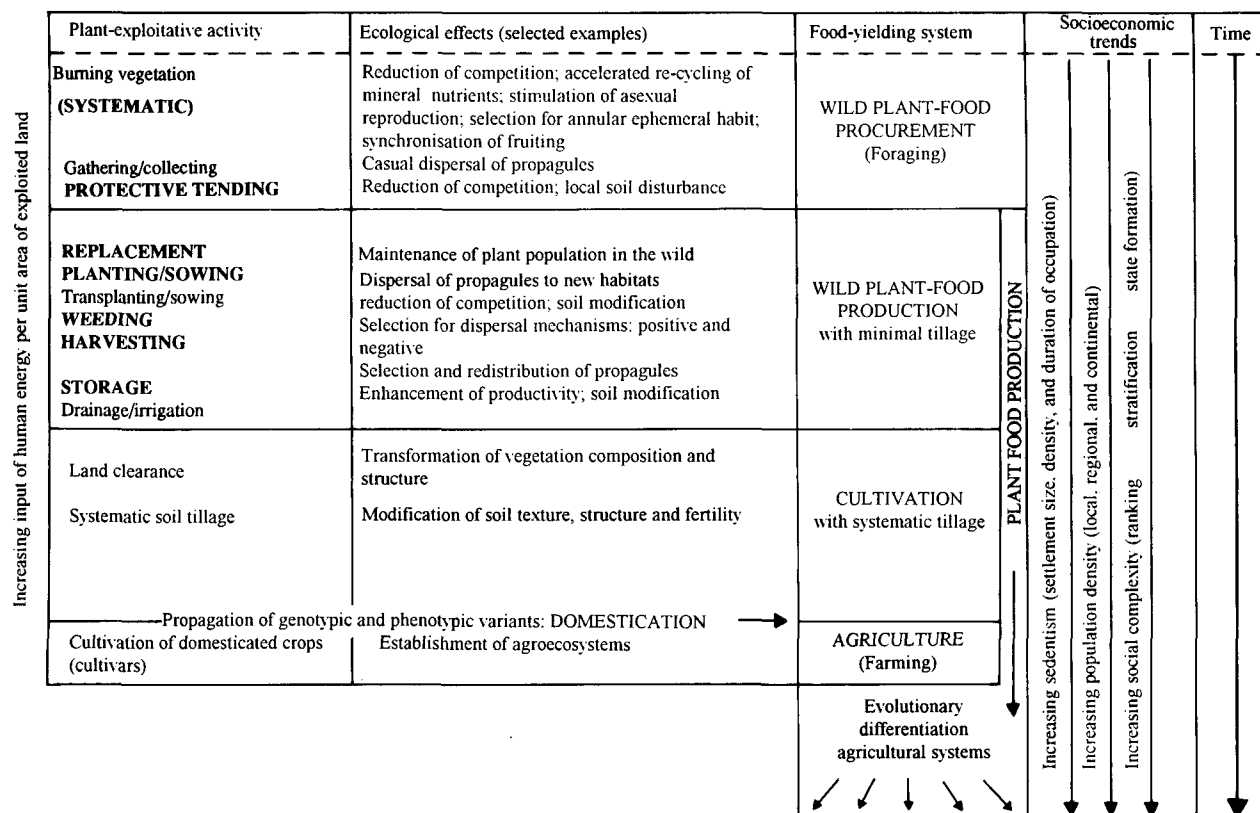 Plant-exploitative activity
Ecological effects (selected examples)
Food-yielding system
Socioeconomic
trends
Time
Burning vegetation
(SYSTEMATIC)
Reduction of competition; accelerated re-cycling of
mineral nutrients; stimulation of asexual
reproduction; selection for annular ephemeral habit;
synchronisation of fruiting
WILD PLANT-FOOD
PROCUREMENT
(Foraging)
Gathering/collecting
Casual dispersal of propagules
PROTECTIVE TENDING
Reduction of competition; local soil disturbance
REPLACEMENT
PLANTING/SOWING
Transplanting/sowing
WEEDING
HARVESTING
STORAGE
Drainage/irrigation
Maintenance of plant population in the wild
Dispersal of propagules to new habitats
reduction of competition; soil modification
Selection for dispersal mechanisms: positive and
negative
Selection and redistribution of propagules
Enhancement of productivity; soil modification
WILD PLANT-FOOD
PRODUCTION
with minimal tillage
Land clearance
Transformation of vegetation composition and
structure
Systematic soil tillage
Modification of soil texture, structure and fertility
CULTIVATION
with systematic tillage
Propagation of genotypic and phenotypic variants: DOMESTICATION
Cultivation of domesticated crops
(cultivars)
Establishment of agroecosystems
AGRICULTURE
(Farming)
Evolutionary
differentiation
agricultural systems
Increasing input of human energy per unit area of exploited land
PLANT FOOD PRODUCTION
Increasing sedentism (settlement size, density, and duration of occupation)
Increasing population density (local, regional, and continental)
Increasing social complexity (ranking stratification state formation)